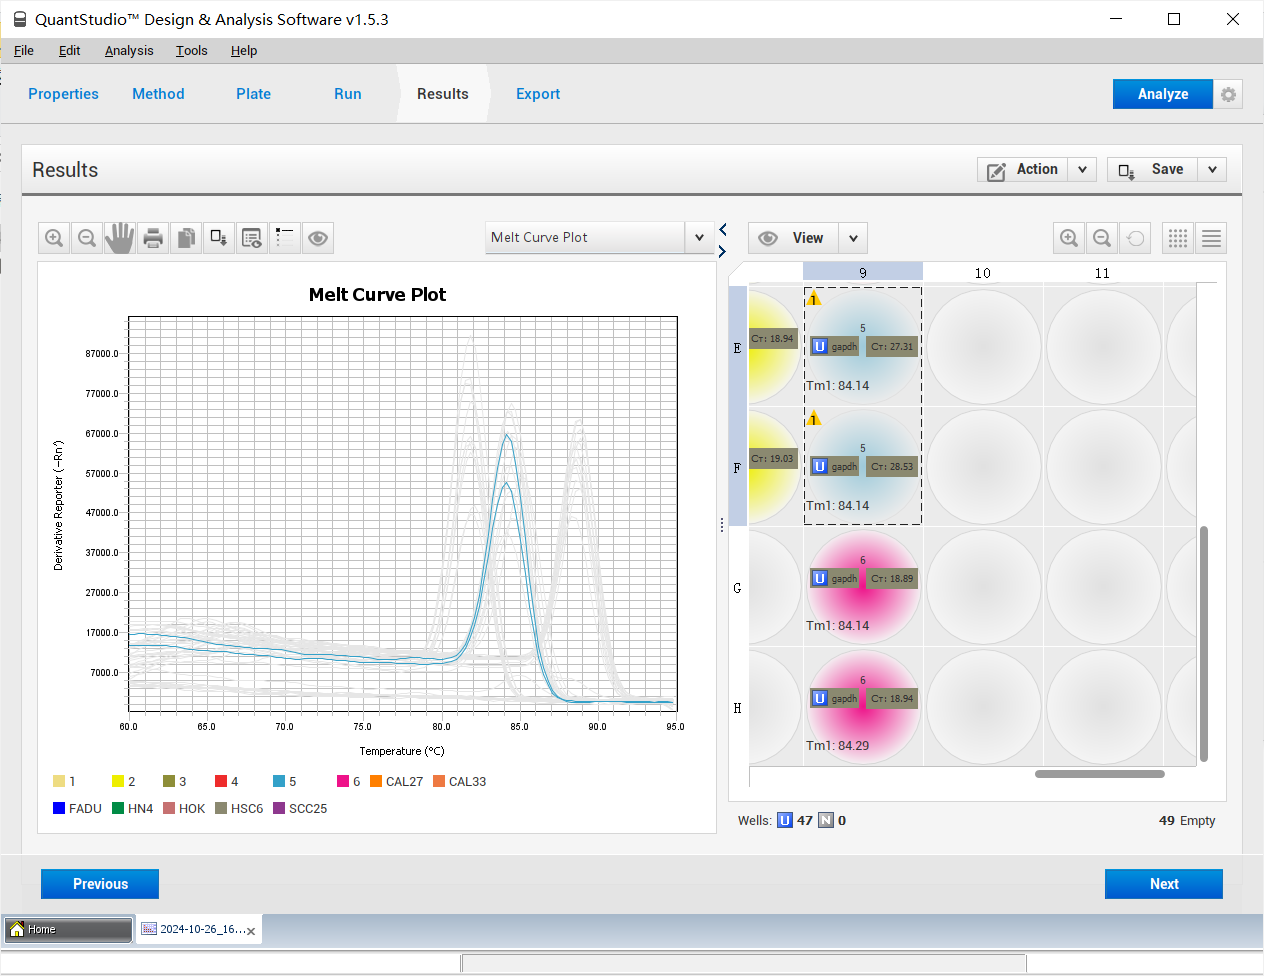 QuantStudio™ Design & Analysis Software v1.5.3
File Edit Analysis Tools Help
Properties Method Plate Run Results Export Analyze
Results Action Save
Melt Curve Plot View
9 10 11
Melt Curve Plot
87000.0
77000.0
67000.0
57000.0
47000.0
37000.0
27000.0
17000.0
7000.0
Derivative Reporter (-Rn')
60.0 65.0 70.0 75.0 80.0 85.0 90.0 95.0
Temperature (°C)
1 2 3 4 5 6 CAL27 CAL33
FADU HN4 HOK HSC6 SCC25
E
CT: 18.94
1
5
U gapdh CT: 27.31
Tm1: 84.14
F
CT: 19.03
1
5
U gapdh CT: 28.53
Tm1: 84.14
G
6
U gapdh CT: 18.89
Tm1: 84.14
H
6
U gapdh CT: 18.94
Tm1: 84.29
Wells: U 47 N 0 49 Empty
Previous Next
Home 2024-10-26_16...